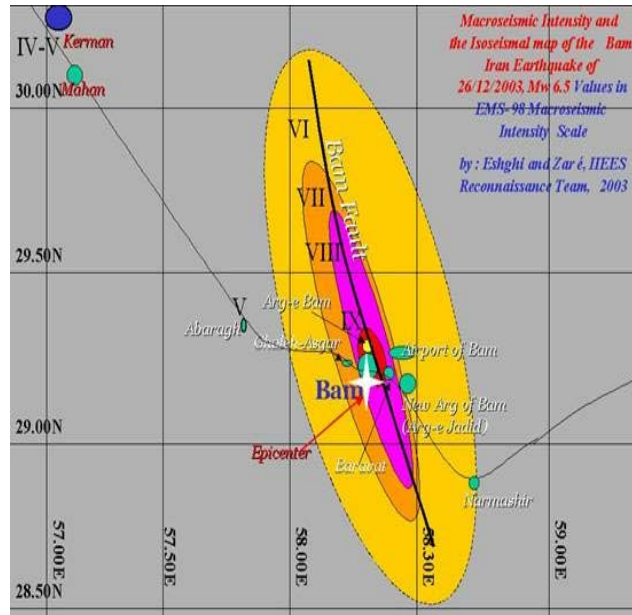 Macroseismic Intensity and
the Isoseismal map of the Bam
Iran Earthquake of
26/12/2003, Mw 6.5 Values in
EMS-98 Macroseismic
Intensity Scale
by : Eshghi and Zaré, IIEES
Reconnaissance Team, 2003
IV-V
Kerman
Mahan
30.00N
VI
Bam Fault
VII
VIII
29.50N
Arg-e Bam
V
IX
Abaragh
Ghaleh-Asgar
Airport of Bam
Bam
New Arg of Bam
(Arg-e Jadid)
29.00N
Epicenter
Baravat
Narmashir
28.50N
57.00E
57.50E
58.00E
58.30E
59.00E